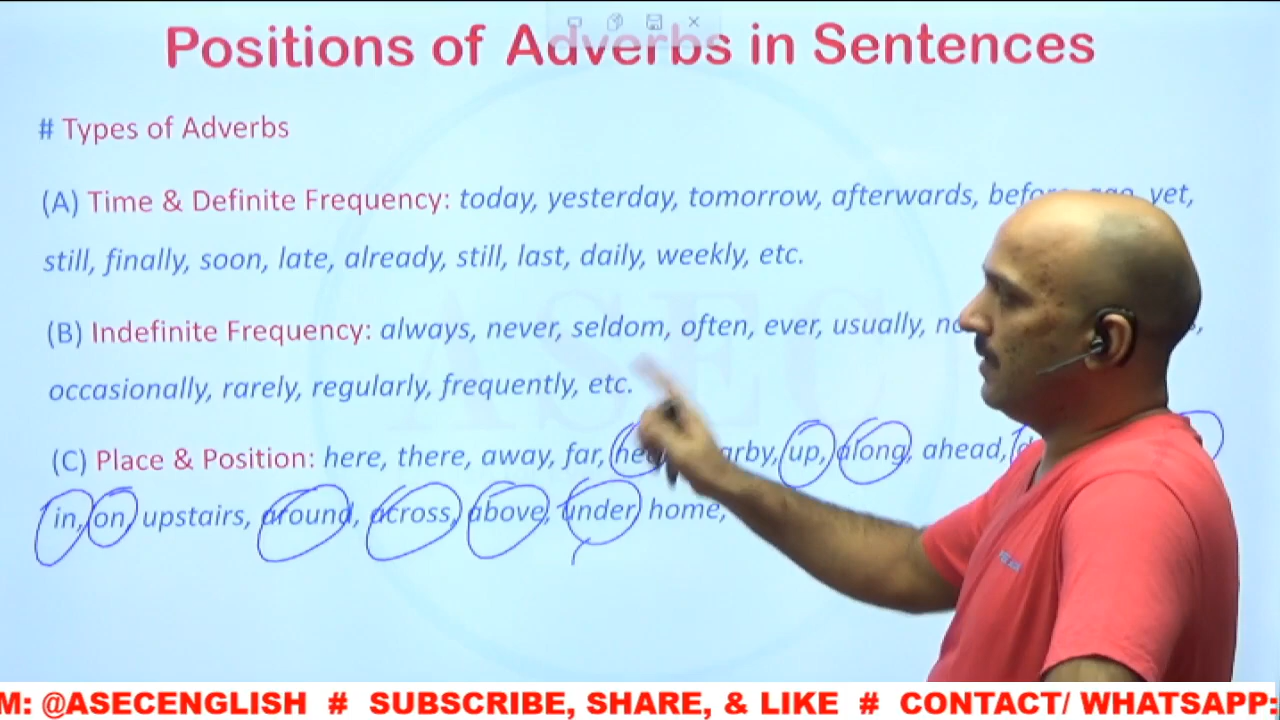 Positions of Adverbs in Sentences
# Types of Adverbs
(A) Time & Definite Frequency: today, yesterday, tomorrow, afterwards, before, ago, yet,
still, finally, soon, late, already, still, last, daily, weekly, etc.
(B) Indefinite Frequency: always, never, seldom, often, ever, usually,
occasionally, rarely, regularly, frequently, etc.
(C) Place & Position: here, there, away, far, up, along, ahead,
in, on, upstairs, around, across, above, under home,
ASEC
M: @ASECENGLISH # SUBSCRIBE, SHARE, & LIKE # CONTACT/ WHATSAPP: